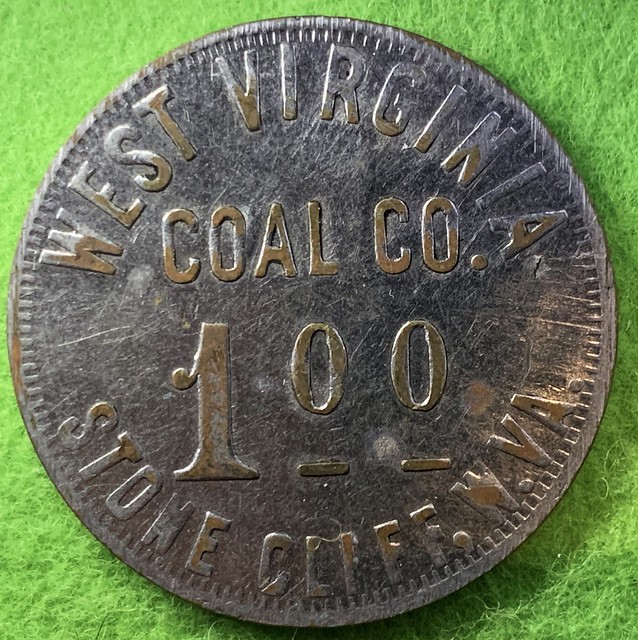 WEST VIRGINIA
COAL CO.
1 00
STONE CLIFF, W. VA.